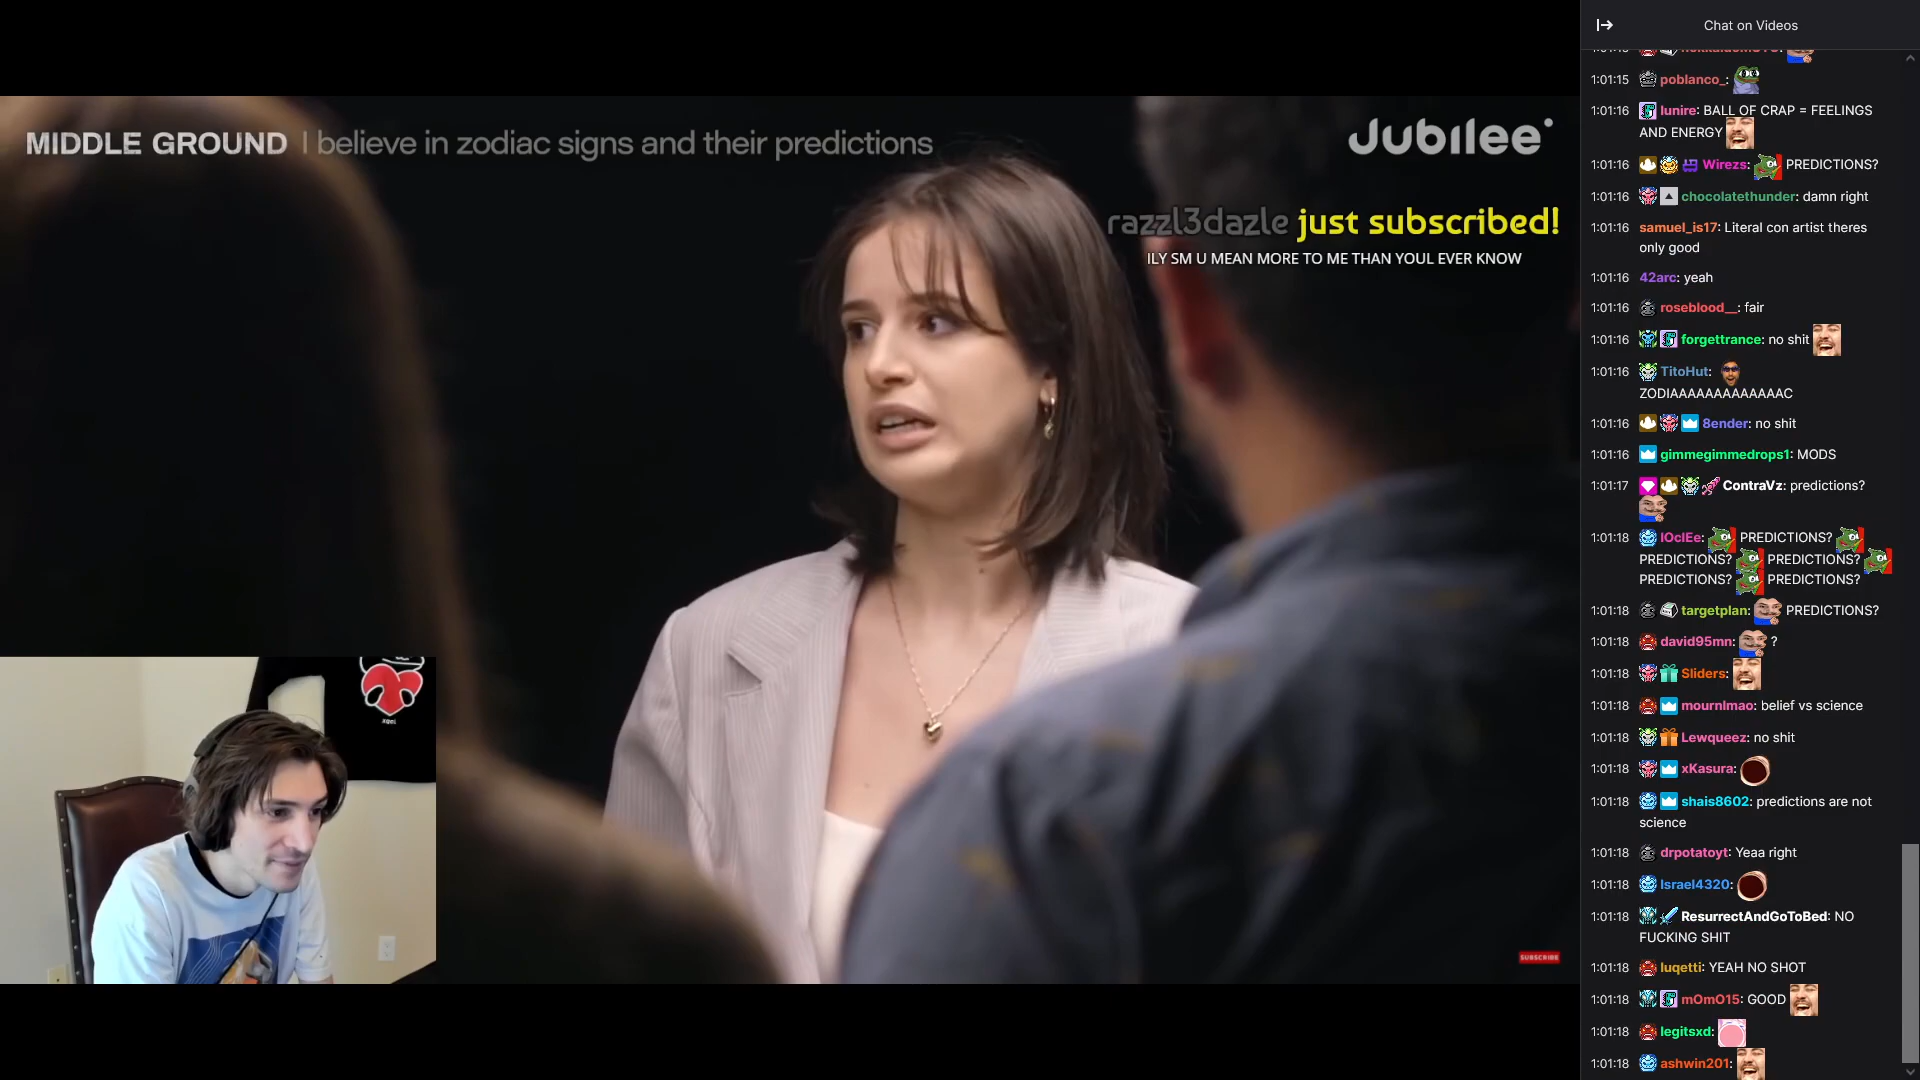 MIDDLE GROUND | I believe in zodiac signs and their predictions
Jubilee
razzl3dazle just subscribed!
ILY SM U MEAN MORE TO ME THAN YOUL EVER KNOW
SUBSCRIBE
xqcL
Chat on Videos
1:01:15 poblanco_:
1:01:16 lunire: BALL OF CRAP = FEELINGS
AND ENERGY
1:01:16 Wirezs: PREDICTIONS?
1:01:16 chocolatethunder: damn right
1:01:16 samuel_is17: Literal con artist theres
only good
1:01:16 42arc: yeah
1:01:16 roseblood__: fair
1:01:16 forgettrance: no shit
1:01:16 TitoHut:
ZODIAAAAAAAAAAAAAC
1:01:16 8ender: no shit
1:01:16 gimmegimmedrops1: MODS
1:01:17 ContraVz: predictions?
1:01:18 lOclEe: PREDICTIONS?
PREDICTIONS? PREDICTIONS?
PREDICTIONS? PREDICTIONS?
1:01:18 targetplan: PREDICTIONS?
1:01:18 david95mn: ?
1:01:18 Sliders:
1:01:18 mournlmao: belief vs science
1:01:18 Lewqueez: no shit
1:01:18 xKasura:
1:01:18 shais8602: predictions are not
science
1:01:18 drpotatoyt: Yeaa right
1:01:18 Israel4320:
1:01:18 ResurrectAndGoToBed: NO
FUCKING SHIT
1:01:18 luqetti: YEAH NO SHOT
1:01:18 mOmO15: GOOD
1:01:18 legitsxd:
1:01:18 ashwin201: